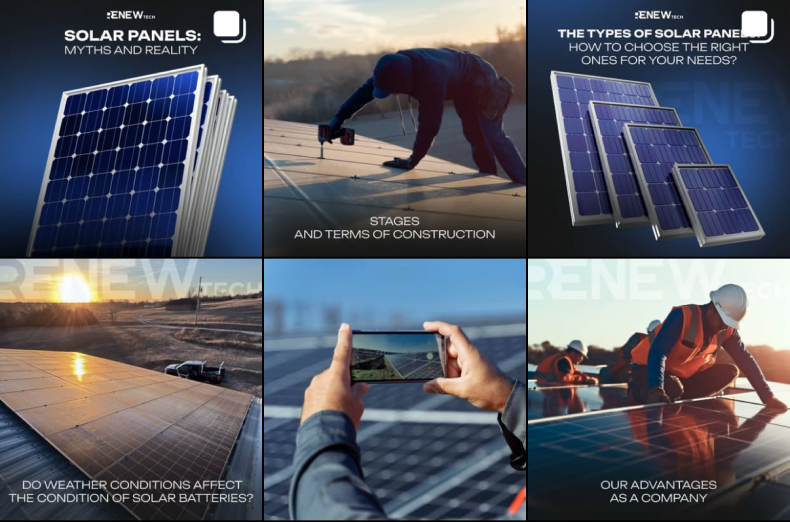 RENEW TECH
SOLAR PANELS:
MYTHS AND REALITY
STAGES
AND TERMS OF CONSTRUCTION
RENEW TECH
THE TYPES OF SOLAR PANELS:
HOW TO CHOOSE THE RIGHT
ONES FOR YOUR NEEDS?
RENEW
TECH
RENEW TECH
DO WEATHER CONDITIONS AFFECT
THE CONDITION OF SOLAR BATTERIES?
RENEW TECH
OUR ADVANTAGES
AS A COMPANY